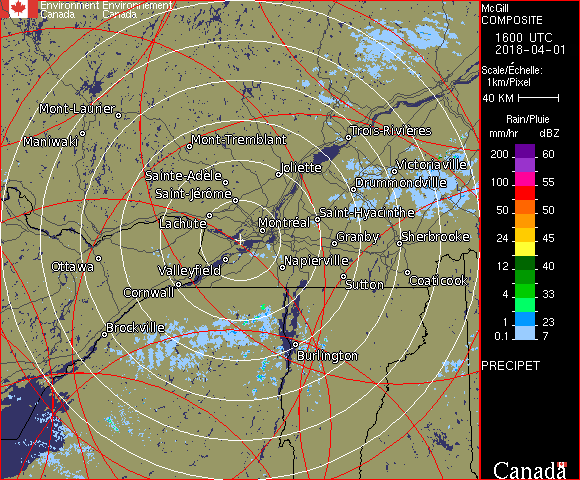 Environment Environnement
Canada Canada
McGill
COMPOSITE
1600 UTC
2018-04-01
Scale/Échelle:
1km/Pixel
40 KM
Rain/Pluie
mm/hr dBZ
200 60
55
100 55
50 50
24 45
12 40
8 33
4 33
1 23
0.1 7
PRECIPET
Canada
Mont-Laurier
Maniwaki
Mont-Tremblant
Trois-Rivières
Joliette
Victoriaville
Sainte-Adèle
Drummondville
Saint-Jérôme
Saint-Hyacinthe
Lachute
Montréal
Granby
Sherbrooke
Ottawa
Valleyfield
Napierville
Cornwall
Sutton
Coaticook
Brockville
Burlington